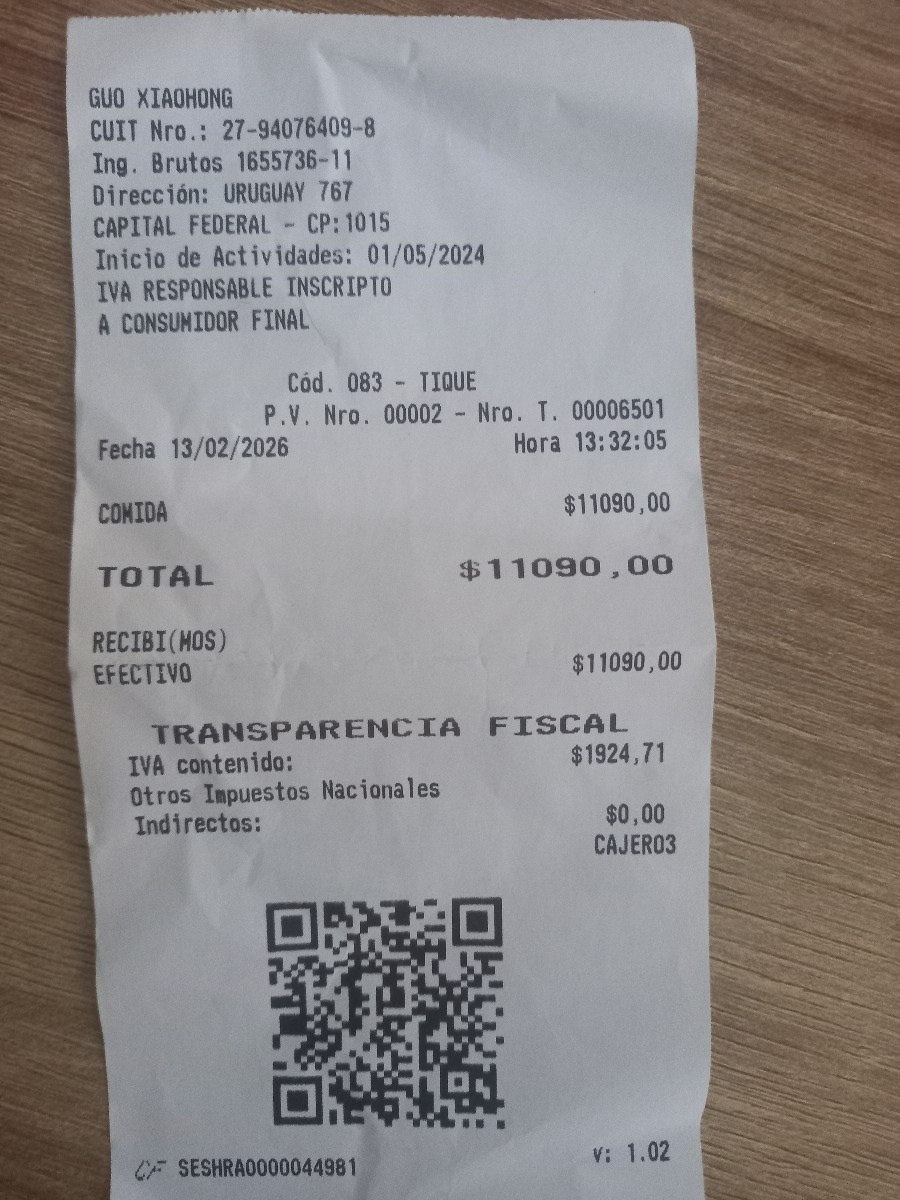 GUO XIAOHONG
CUIT Nro.: 27-94076409-8
Ing. Brutos 1655736-11
Dirección: URUGUAY 767
CAPITAL FEDERAL - CP:1015
Inicio de Actividades: 01/05/2024
IVA RESPONSABLE INSCRIPTO
A CONSUMIDOR FINAL
Cód. 083 - TIQUE
P.V. Nro. 00002 - Nro. T. 00006501
Fecha 13/02/2026 Hora 13:32:05
COMIDA $11090,00
TOTAL $11090,00
RECIBI(MOS)
EFECTIVO $11090,00
TRANSPARENCIA FISCAL
IVA contenido: $1924,71
Otros Impuestos Nacionales
Indirectos: $0,00
CAJERO3
CF SESHRA0000044981 v: 1.02